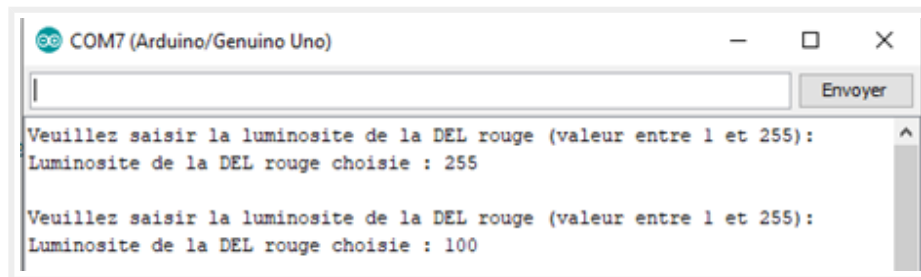 COM7 (Arduino/Genuino Uno)
Envoyer
Veuillez saisir la luminosite de la DEL rouge (valeur entre 1 et 255):
Luminosite de la DEL rouge choisie : 255
Veuillez saisir la luminosite de la DEL rouge (valeur entre 1 et 255):
Luminosite de la DEL rouge choisie : 100